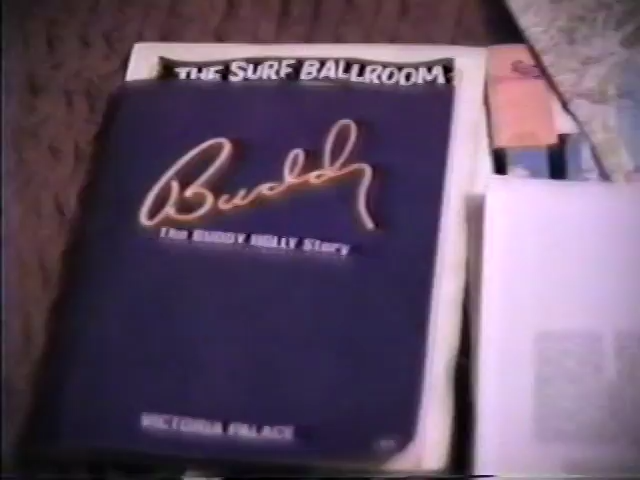 THE SURF BALLROOM
Buddy
The BUDDY HOLLY Story
VICTORIA PALACE